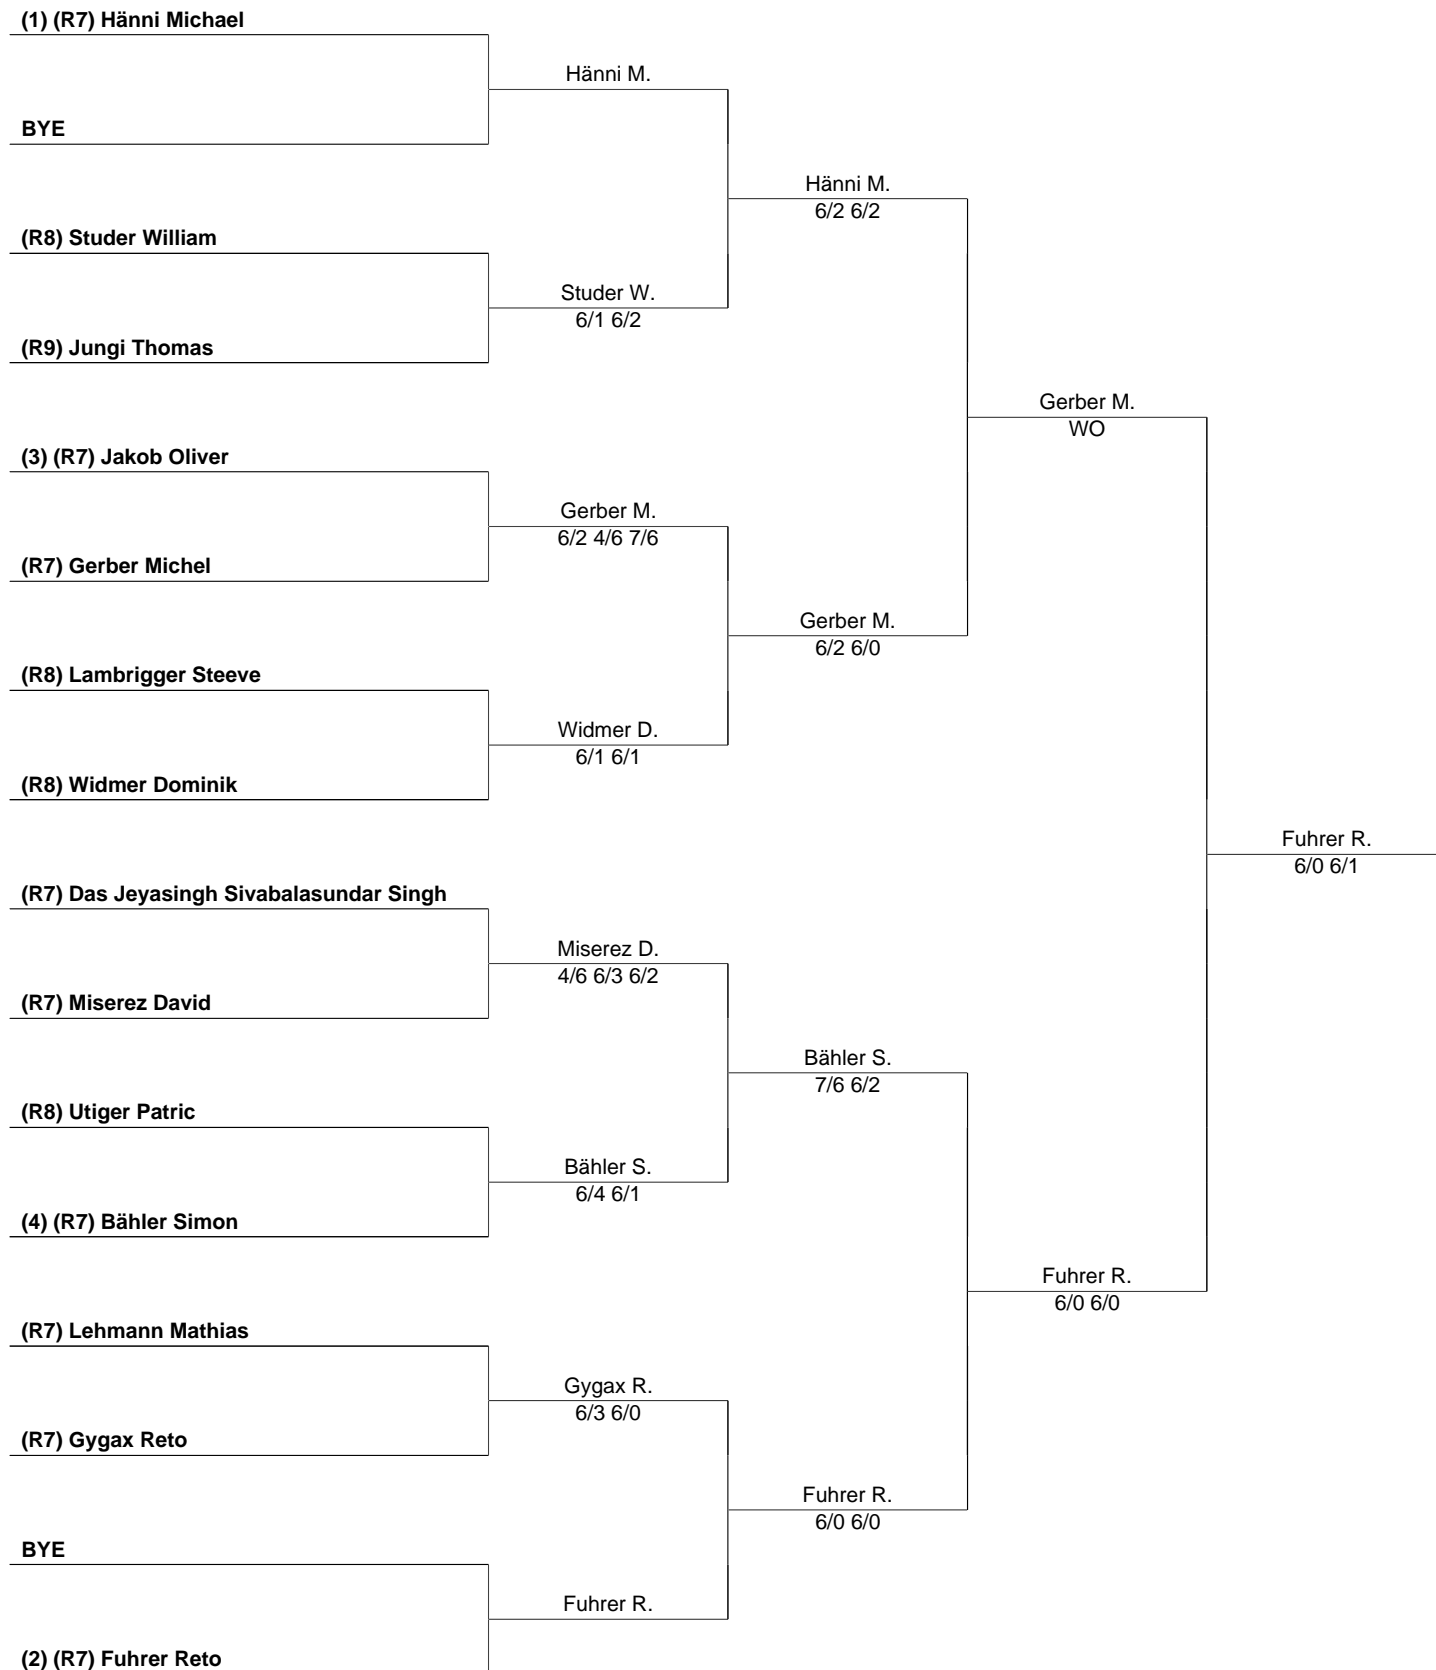 (1) (R7) Hänni Michael
Hänni M.
BYE
Hänni M.
6/2 6/2
(R8) Studer William
Studer W.
6/1 6/2
(R9) Jungi Thomas
Gerber M.
WO
(3) (R7) Jakob Oliver
Gerber M.
6/2 4/6 7/6
(R7) Gerber Michel
Gerber M.
6/2 6/0
(R8) Lambrigger Steeve
Widmer D.
6/1 6/1
(R8) Widmer Dominik
Fuhrer R.
6/0 6/1
(R7) Das Jeyasingh Sivabalasundar Singh
Miserez D.
4/6 6/3 6/2
(R7) Miserez David
Bähler S.
7/6 6/2
(R8) Utiger Patric
Bähler S.
6/4 6/1
(4) (R7) Bähler Simon
Fuhrer R.
6/0 6/0
(R7) Lehmann Mathias
Gygax R.
6/3 6/0
(R7) Gygax Reto
Fuhrer R.
6/0 6/0
BYE
Fuhrer R.
(2) (R7) Fuhrer Reto